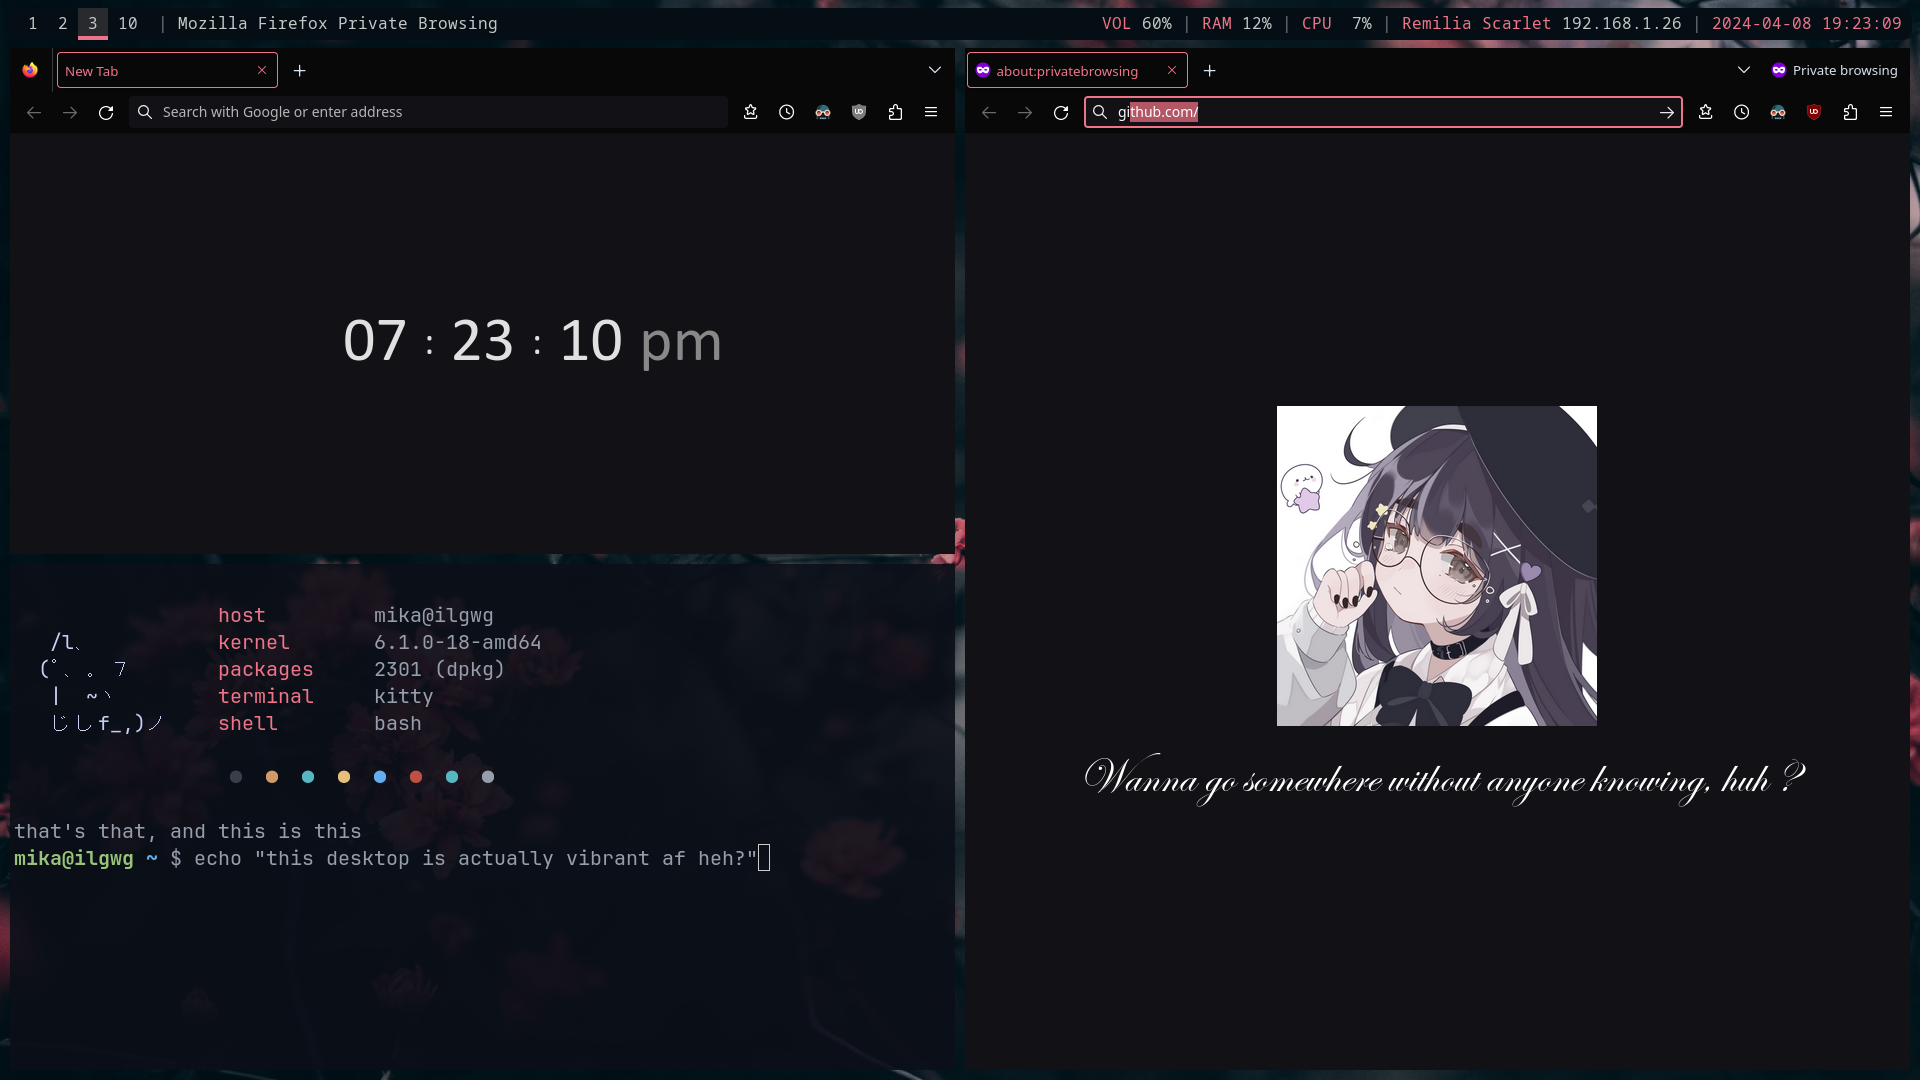 1 2 3 10 | Mozilla Firefox Private Browsing
VOL 60% | RAM 12% | CPU 7% | Remilia Scarlet 192.168.1.26 | 2024-04-08 19:23:09
New Tab
Search with Google or enter address
07 : 23 : 10 pm
host mika@ilgwg
/l、 kernel 6.1.0-18-amd64
(ﾟ､ ｡ 7 packages 2301 (dpkg)
| ~ヽ terminal kitty
じしf_,)ノ shell bash
that's that, and this is this
mika@ilgwg ~ $ echo "this desktop is actually vibrant af heh?"
about:privatebrowsing
Private browsing
github.com/
Wanna go somewhere without anyone knowing, huh ?